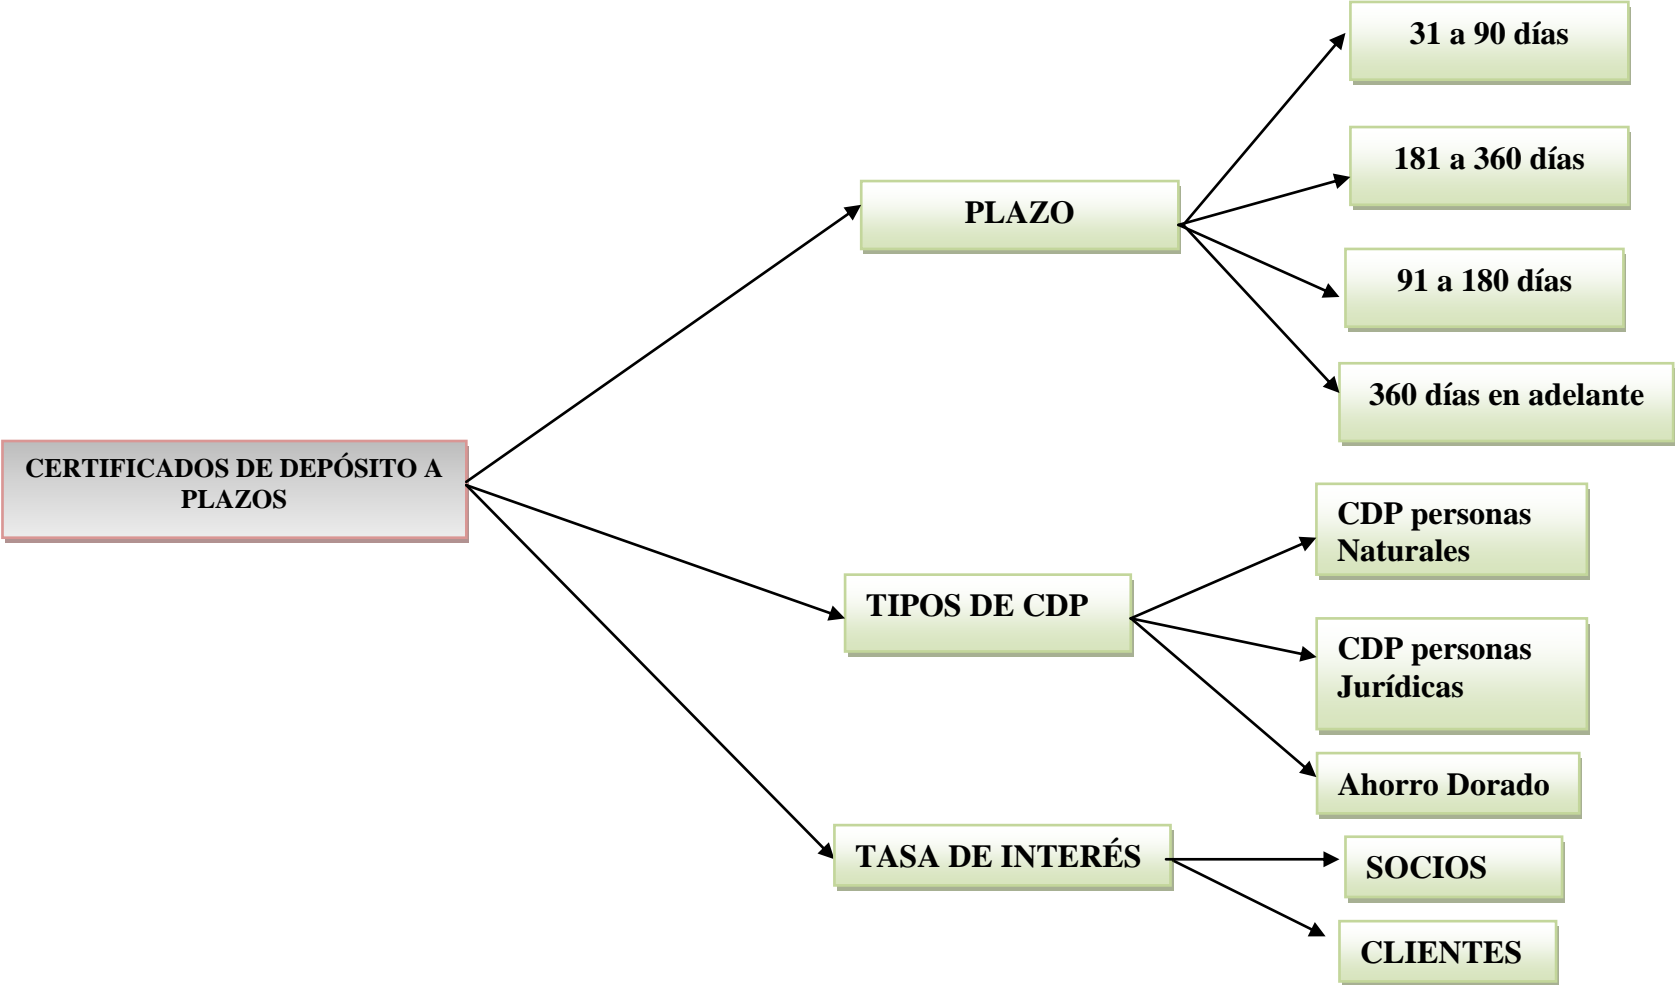 31 a 90 días
181 a 360 días
PLAZO
91 a 180 días
360 días en adelante
CERTIFICADOS DE DEPÓSITO A
PLAZOS
CDP personas
Naturales
TIPOS DE CDP
CDP personas
Jurídicas
Ahorro Dorado
TASA DE INTERÉS
SOCIOS
CLIENTES